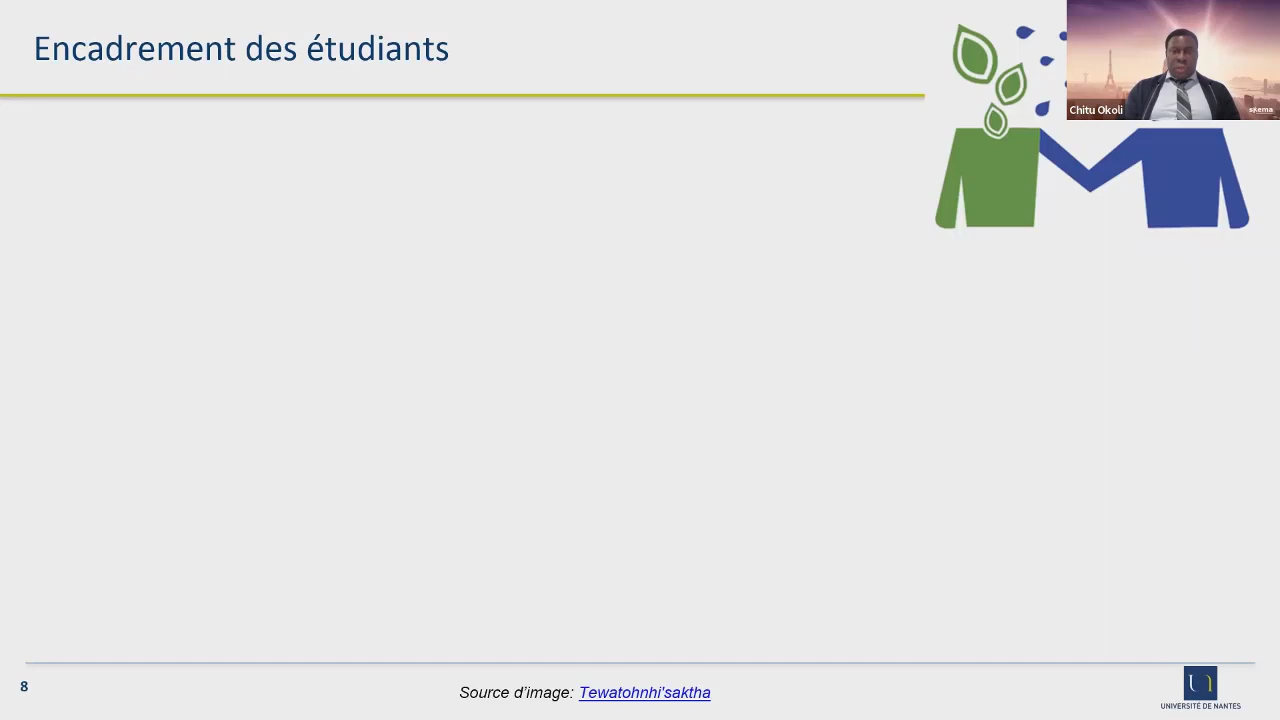 Encadrement des étudiants
Chitu Okoli
skema
8
Source d'image: Tewatohnhi'saktha
UNIVERSITÉ DE NANTES